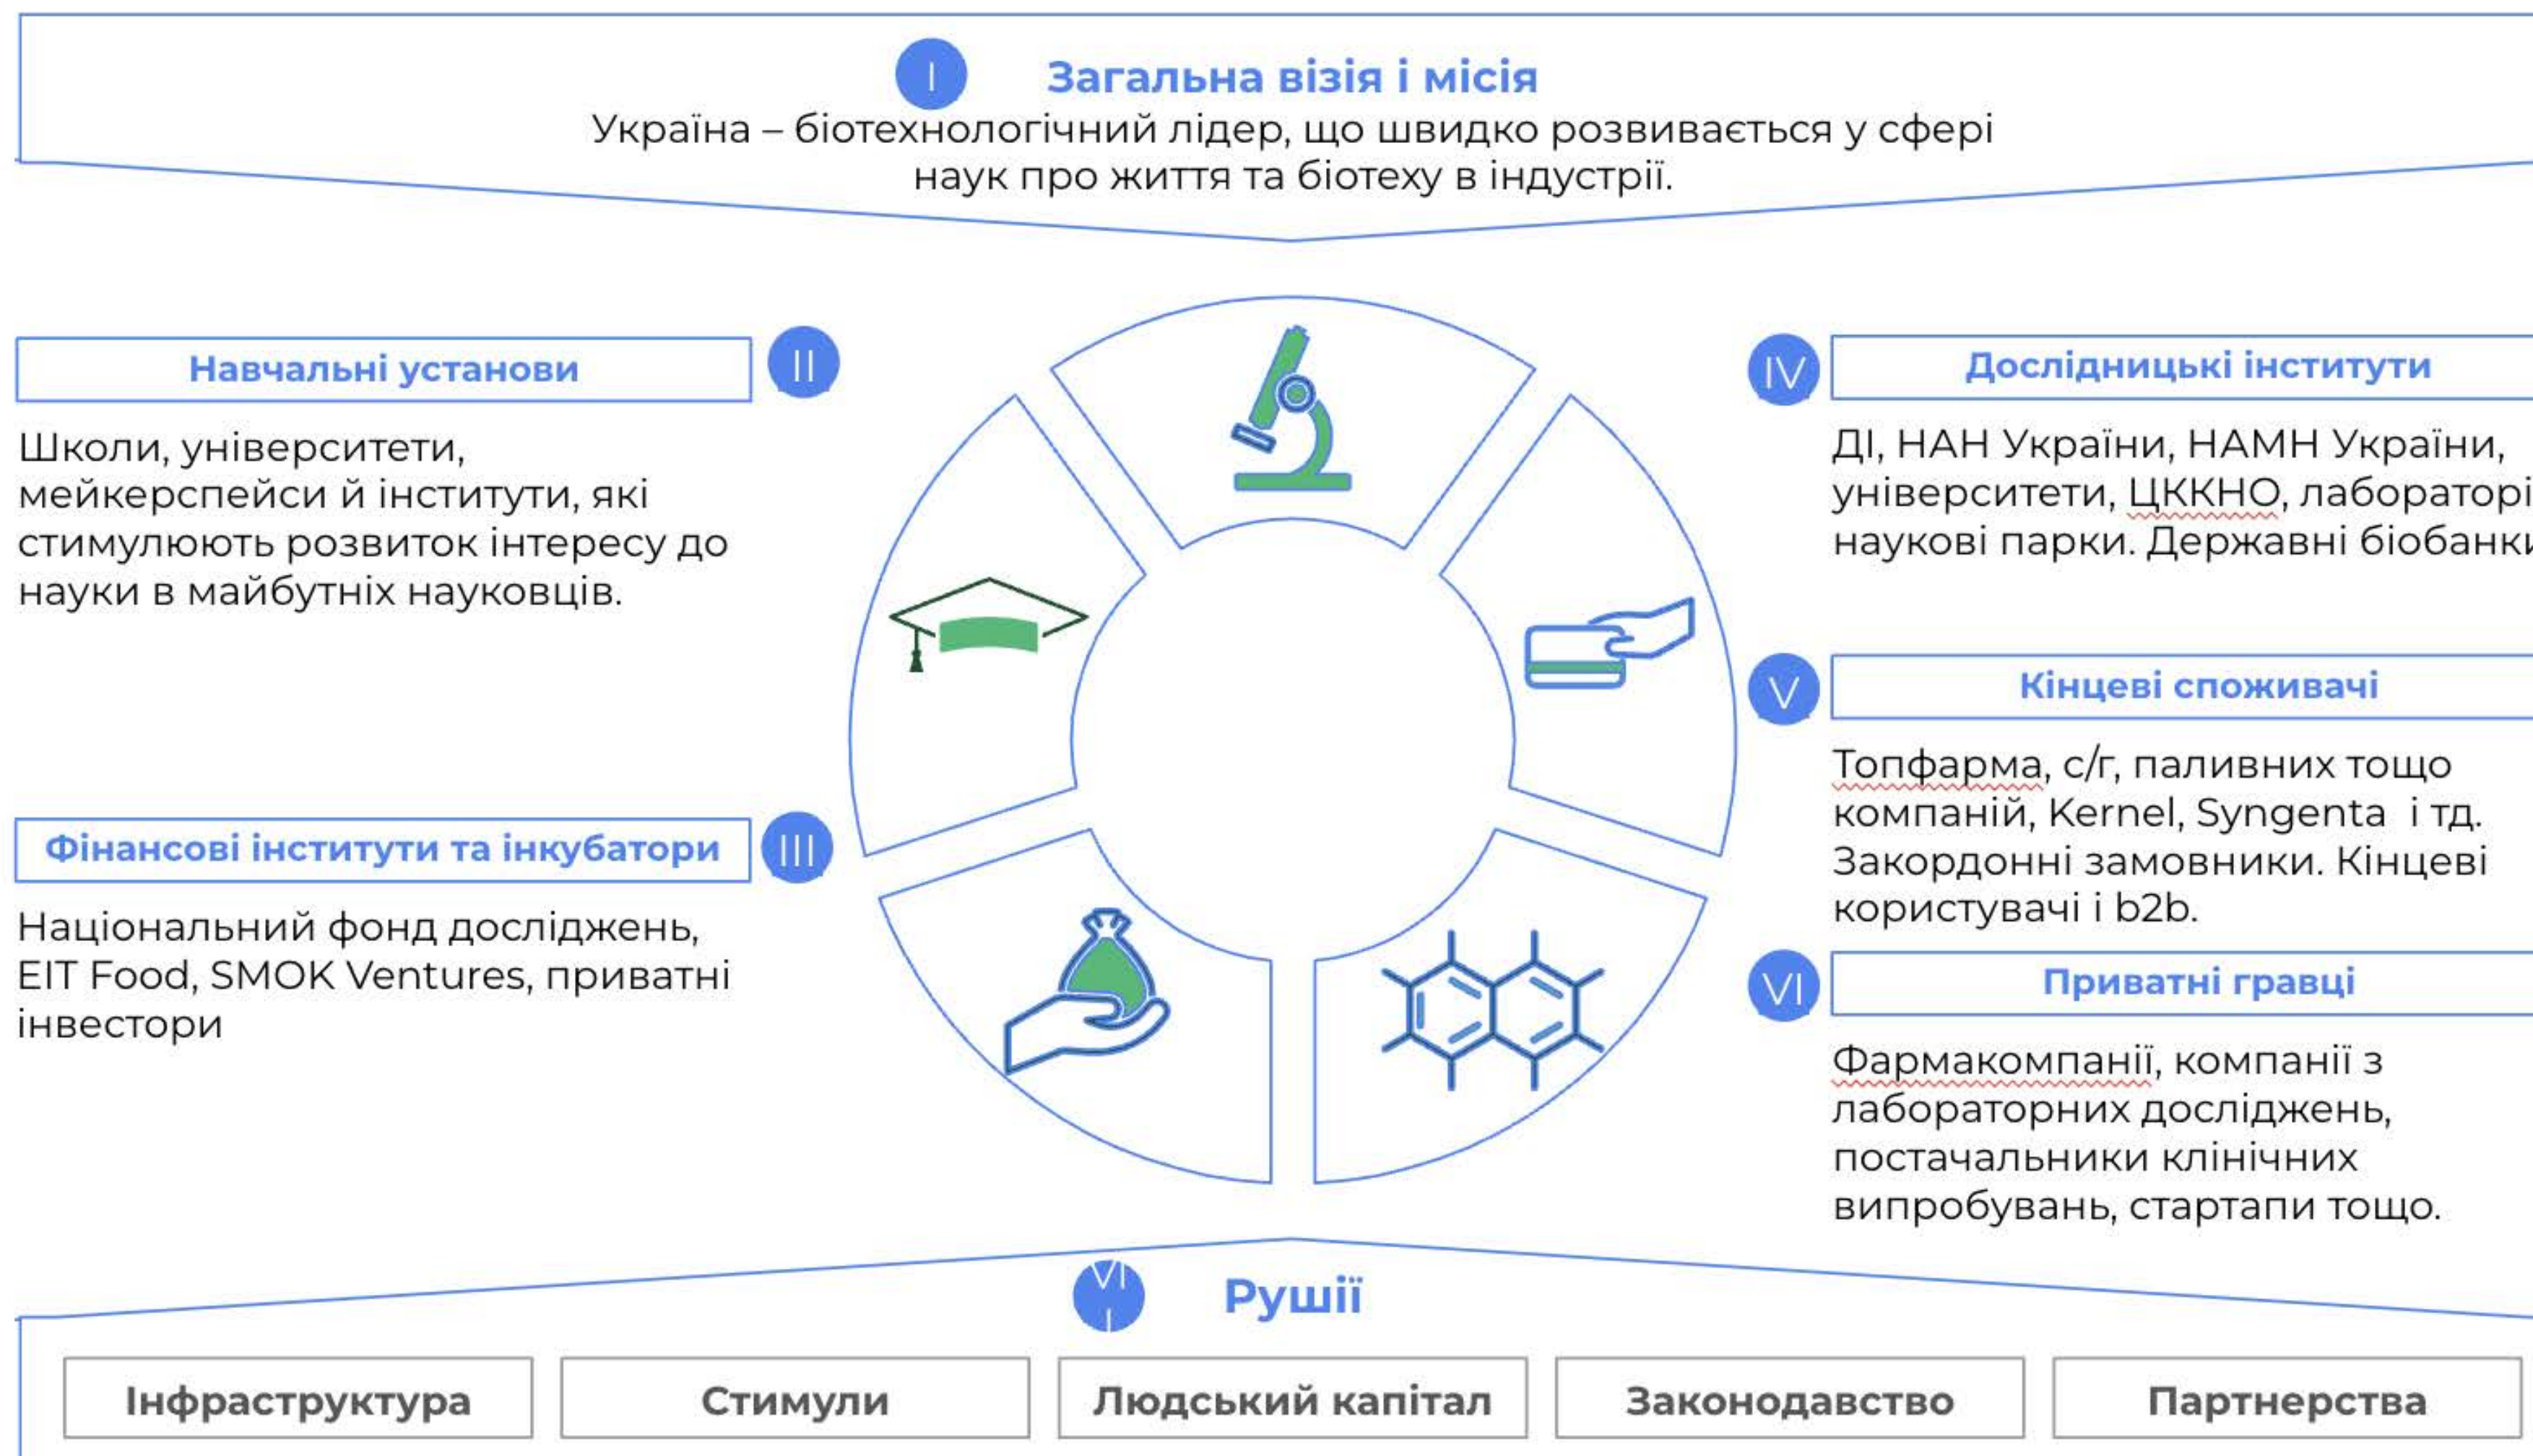 I
Загальна візія і місія
Україна – біотехнологічний лідер, що швидко розвивається у сфері
наук про життя та біотеху в індустрії.
Навчальні установи
II
Школи, університети,
мейкерспейси й інститути, які
стимулюють розвиток інтересу до
науки в майбутніх науковців.
Фінансові інститути та інкубатори
III
Національний фонд досліджень,
EIT Food, SMOK Ventures, приватні
інвестори
IV
Дослідницькі інститути
ДІ, НАН України, НАМН України,
університети, ЦККНО, лабораторі
наукові парки. Державні біобанки
V
Кінцеві споживачі
Топфарма, с/г, паливних тощо
компаній, Kernel, Syngenta і тд.
Закордонні замовники. Кінцеві
користувачі і b2b.
VI
Приватні гравці
Фармакомпанії, компанії з
лабораторних досліджень,
постачальники клінічних
випробувань, стартапи тощо.
VI
I
Рушії
Інфраструктура
Стимули
Людський капітал
Законодавство
Партнерства